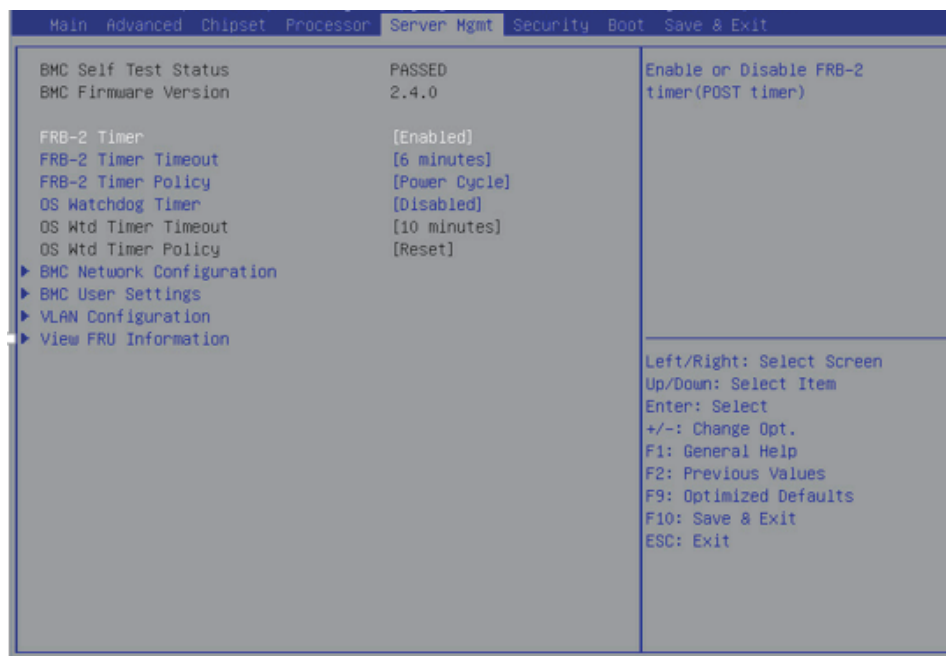 Main Advanced Chipset Processor Server Mgmt Security Boot Save & Exit
BMC Self Test Status PASSED
BMC Firmware Version 2.4.0
FRB-2 Timer [Enabled]
FRB-2 Timer Timeout [6 minutes]
FRB-2 Timer Policy [Power Cycle]
OS Watchdog Timer [Disabled]
OS Wtd Timer Timeout [10 minutes]
OS Wtd Timer Policy [Reset]
BMC Network Configuration
BMC User Settings
VLAN Configuration
View FRU Information
Enable or Disable FRB-2
timer(POST timer)
Left/Right: Select Screen
Up/Down: Select Item
Enter: Select
+/-: Change Opt.
F1: General Help
F2: Previous Values
F9: Optimized Defaults
F10: Save & Exit
ESC: Exit